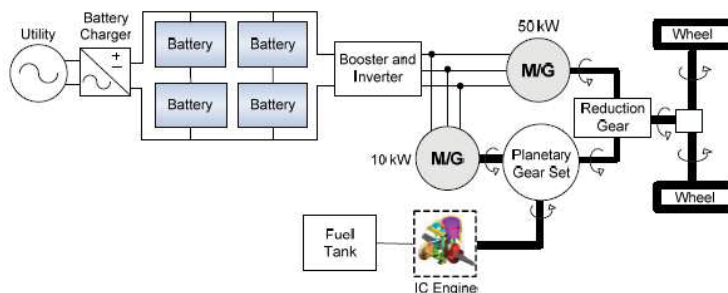 Utility
Battery
Charger
+
−
Battery
Battery
Battery
Battery
Booster and
Inverter
50 kW
M/G
10 kW
M/G
Planetary
Gear Set
Reduction
Gear
Wheel
Wheel
Fuel
Tank
IC Engine